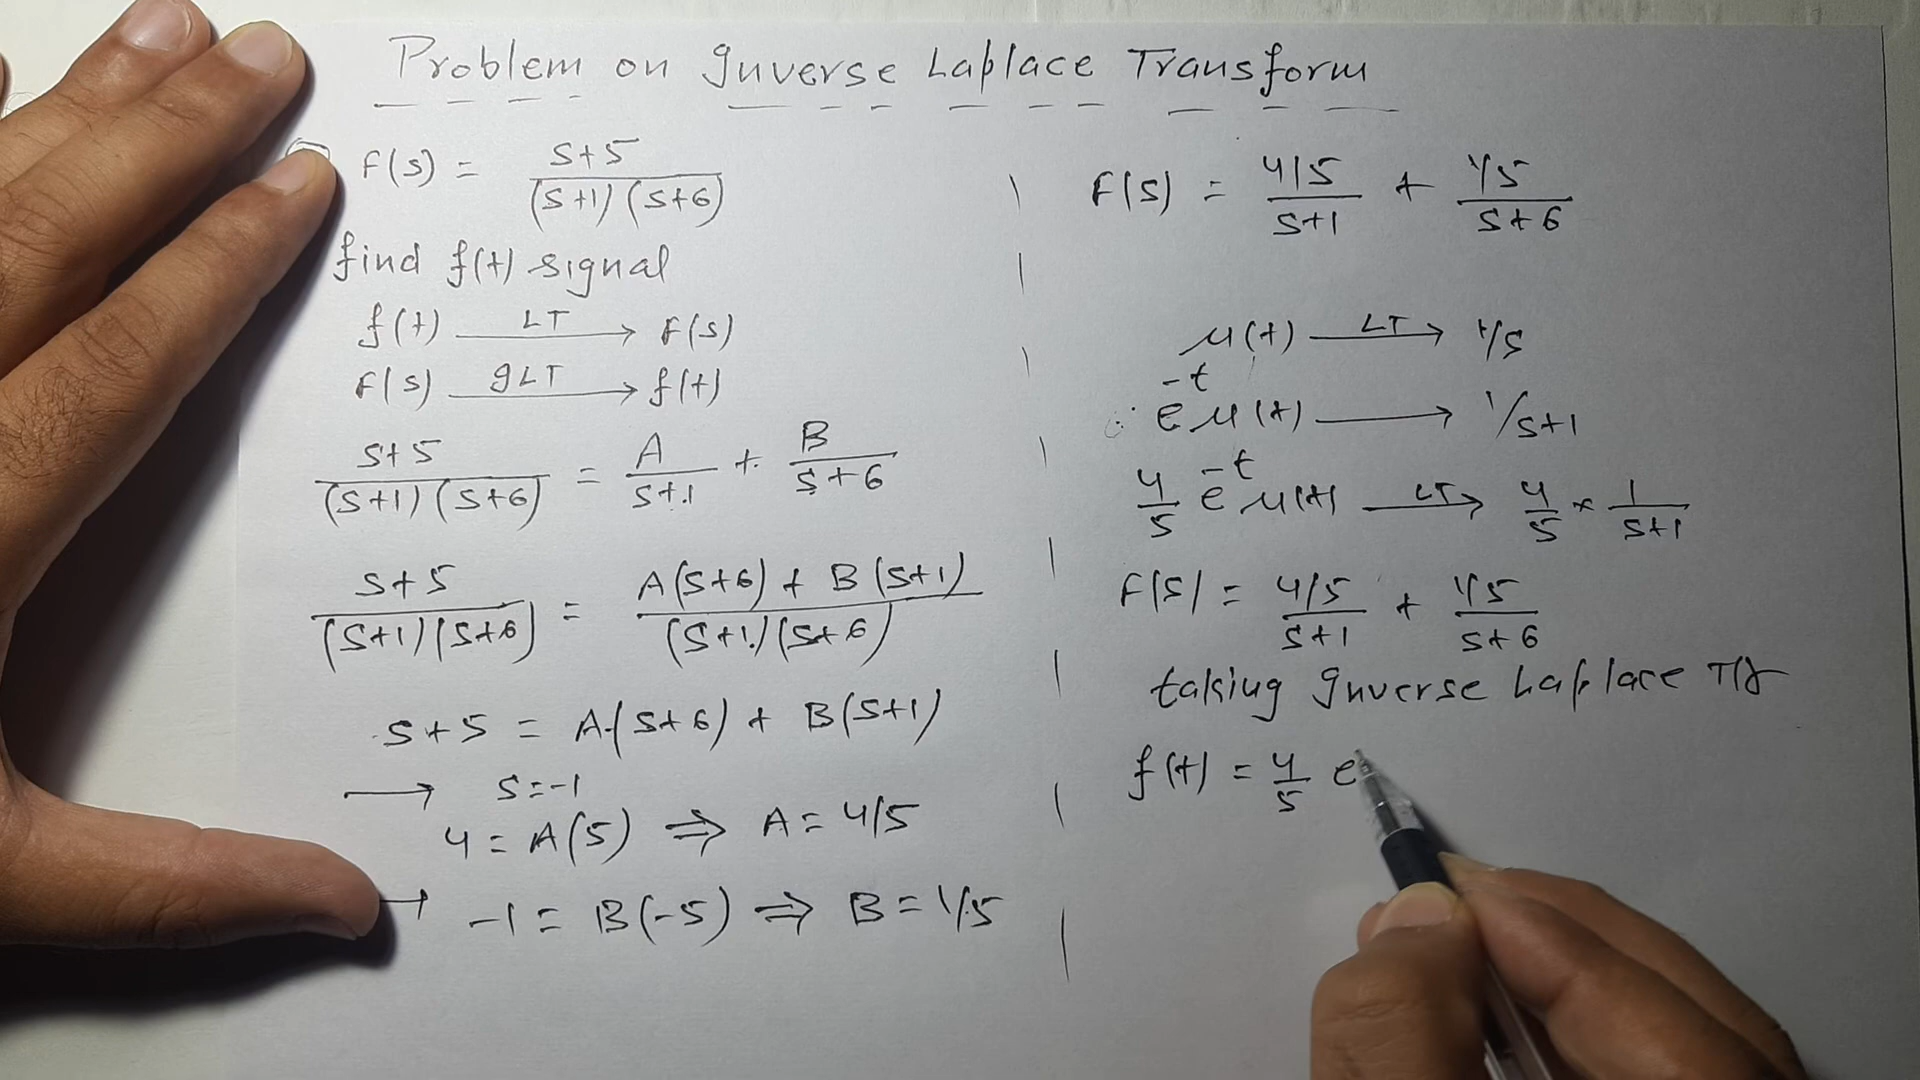 Problem on Inverse Laplace Transform
F(s) = s+5 / (s+1)(s+6)
find f(t) signal
f(t) LT → F(s)
F(s) ILT → f(t)
s+5 / (s+1)(s+6) = A / s+1 + B / s+6
s+5 / (s+1)(s+6) = A(s+6) + B(s+1) / (s+1)(s+6)
s+5 = A(s+6) + B(s+1)
→ s=-1
4 = A(5) ⇒ A = 4/5
→ -1 = B(-5) ⇒ B = 1/5
F(s) = 4/5 / s+1 + 1/5 / s+6
u(t) LT → 1/s
e^-t u(t) → 1/s+1
4/5 e^-t u(t) LT → 4/5 × 1/s+1
F(s) = 4/5 / s+1 + 1/5 / s+6
taking Inverse Laplace T/f
f(t) = 4/5 e